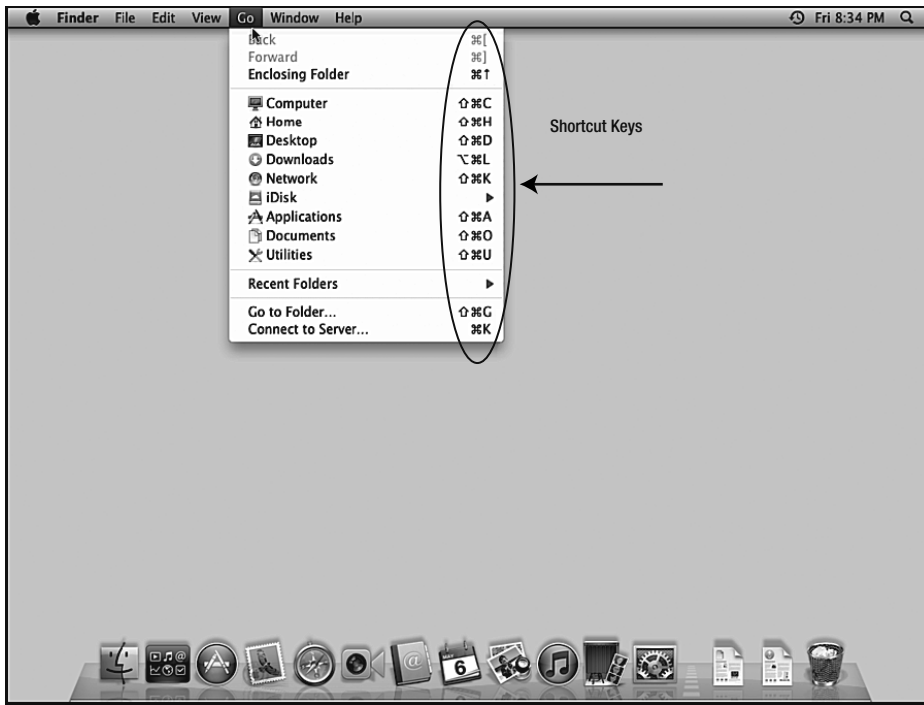 Finder File Edit View Go Window Help Fri 8:34 PM
Back ⌘[
Forward ⌘]
Enclosing Folder ⌘↑
Computer ⇧⌘C
Home ⇧⌘H
Desktop ⇧⌘D
Downloads ⌥⌘L
Network ⇧⌘K
iDisk ▶
Applications ⇧⌘A
Documents ⇧⌘O
Utilities ⇧⌘U
Recent Folders ▶
Go to Folder... ⇧⌘G
Connect to Server... ⌘K
Shortcut Keys
@
6